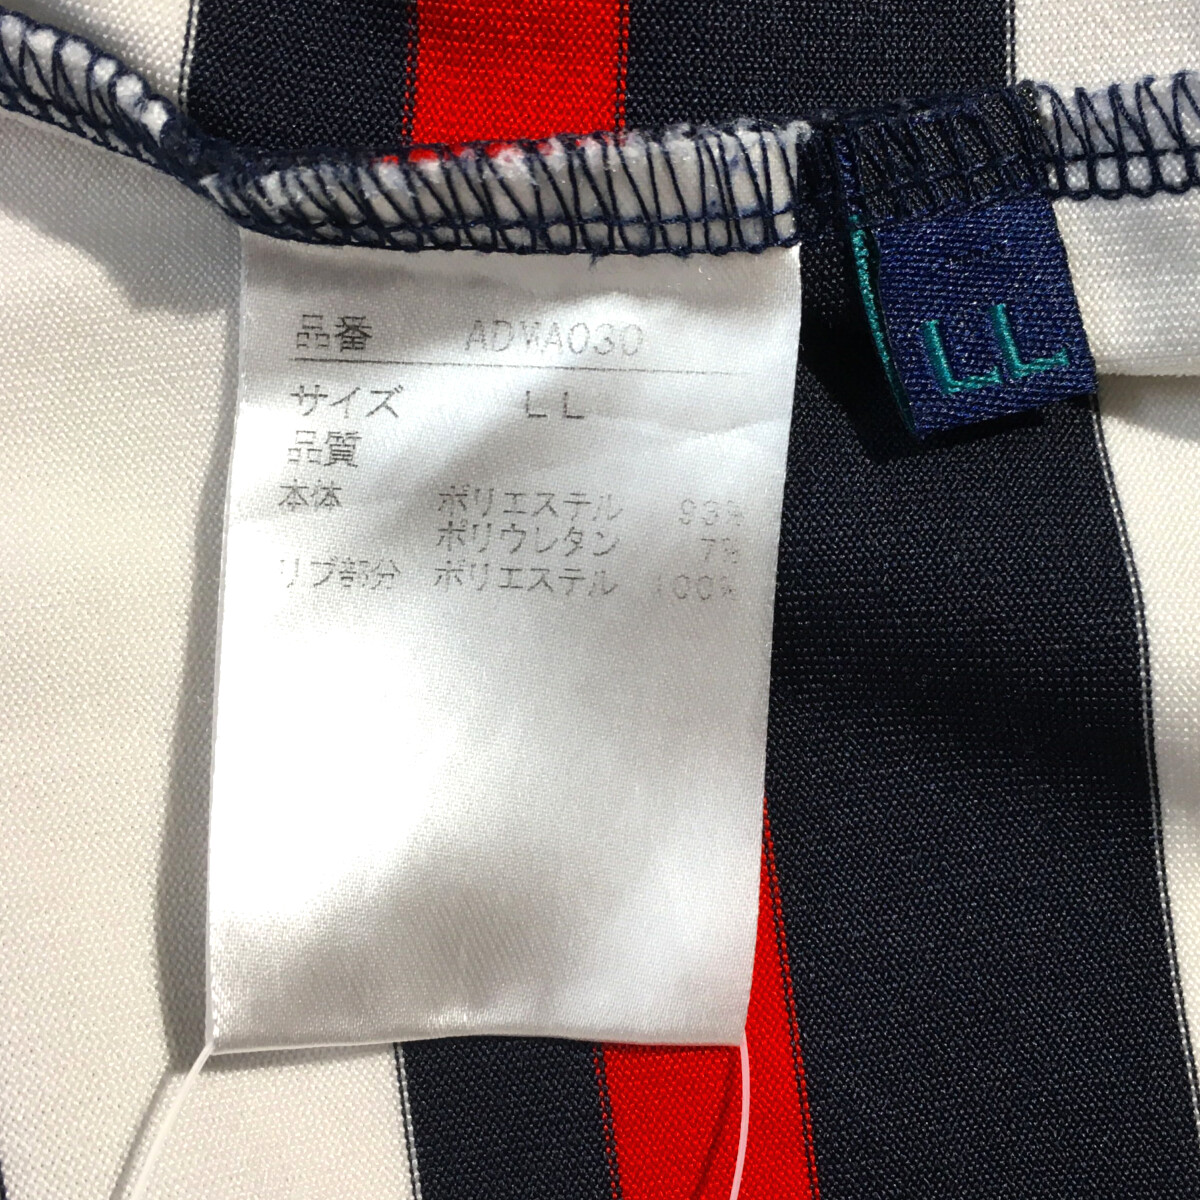 品番 ADMA030
サイズ LL
品質
本体 ポリエステル 93%
ポリウレタン 7%
リブ部分 ポリエステル 100%
LL